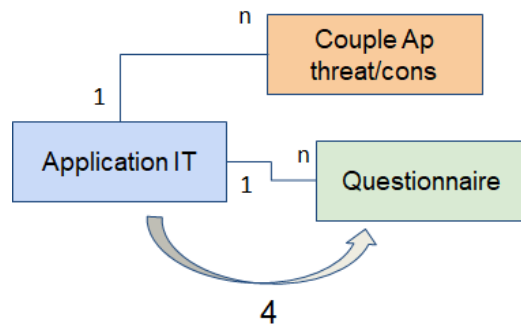 n
Couple Ap
threat/cons
1
Application IT
n
1
Questionnaire
4